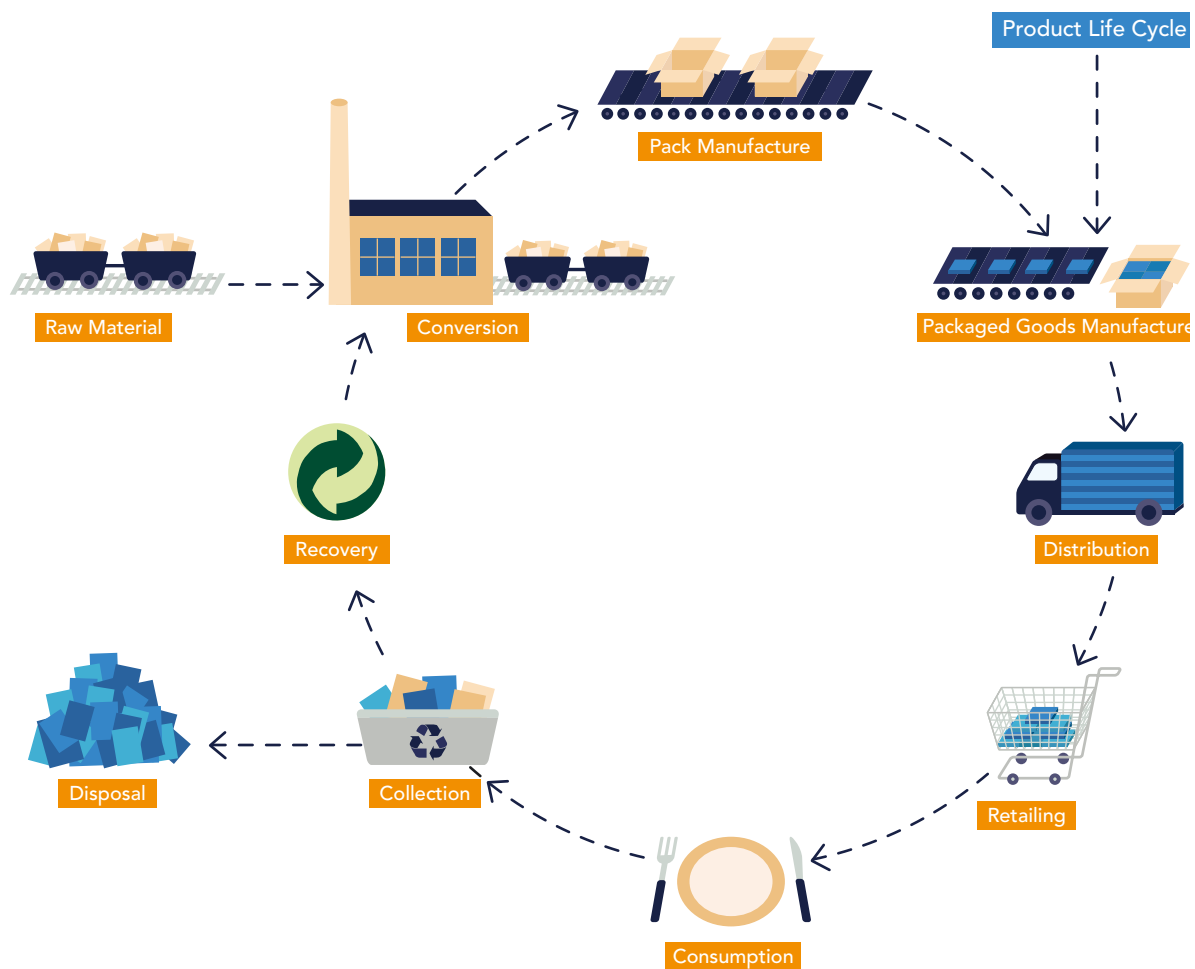 Product Life Cycle
Pack Manufacture
Raw Material
Conversion
Packaged Goods Manufacture
Recovery
Distribution
Disposal
Collection
Retailing
Consumption